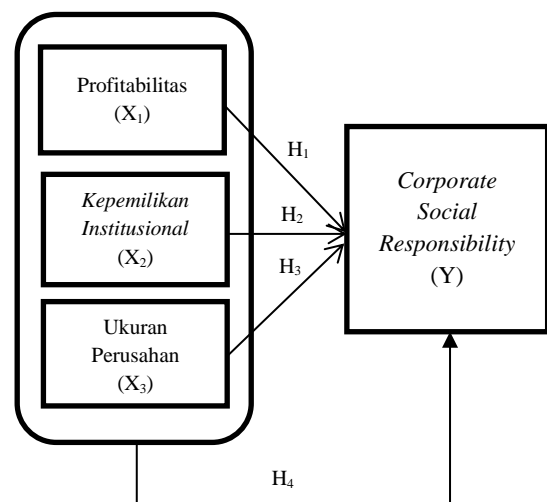 Profitabilitas
(X₁)
Kepemilikan
Institusional
(X₂)
Ukuran
Perusahan
(X₃)
H₁
H₂
H₃
Corporate
Social
Responsibility
(Y)
H₄